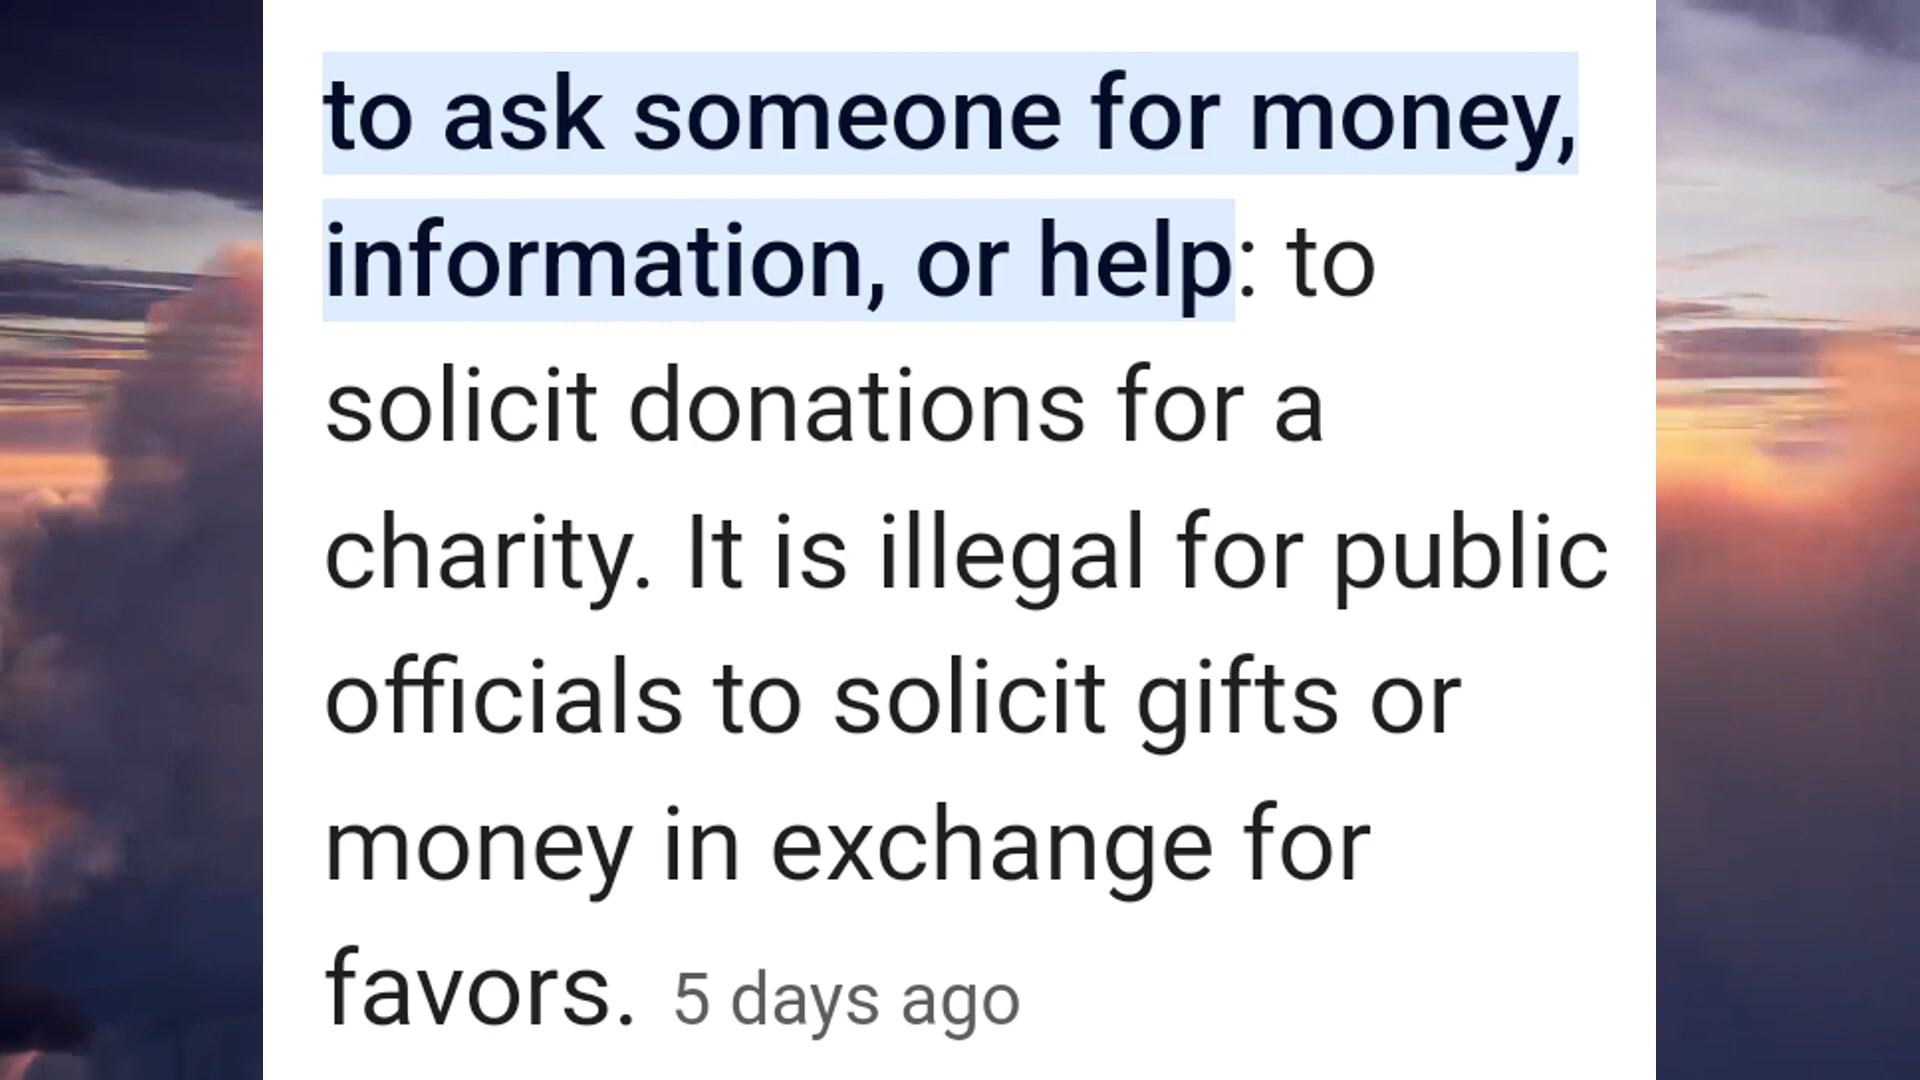 to ask someone for money,
information, or help: to
solicit donations for a
charity. It is illegal for public
officials to solicit gifts or
money in exchange for
favors. 5 days ago